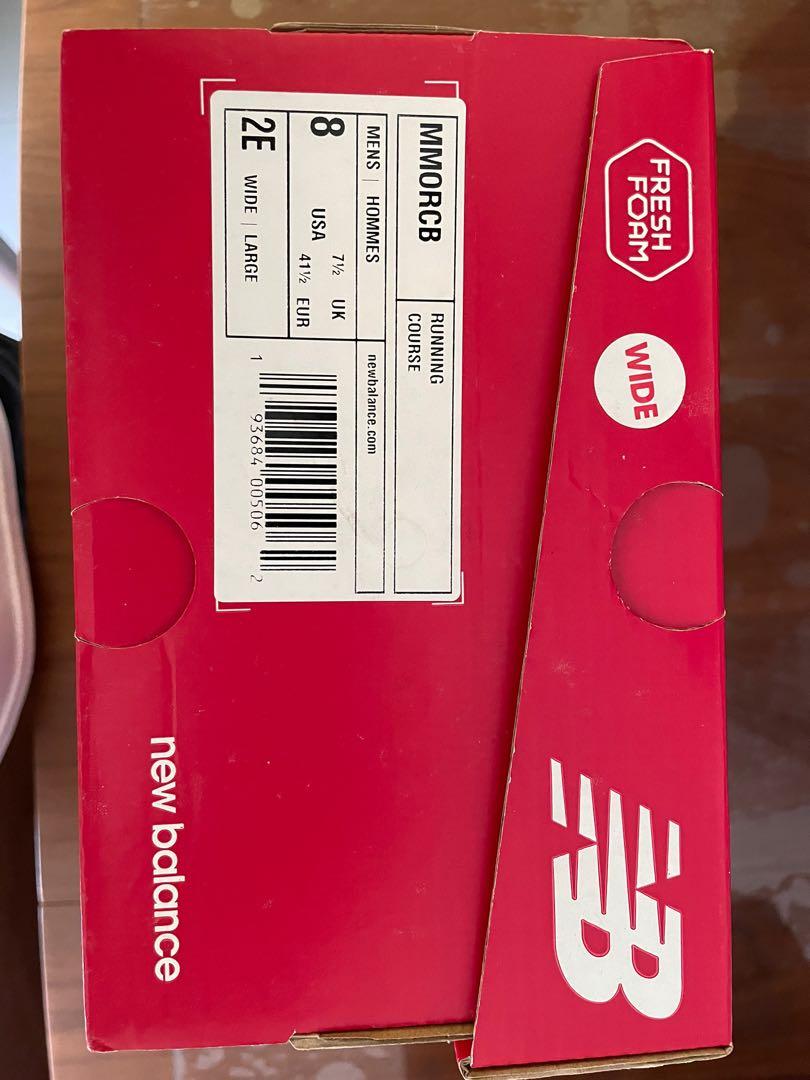 FRESH
FOAM
WIDE
NB
MMORCB
RUNNING
COURSE
MENS | HOMMES
newbalance.com
8 USA
7½ UK
41½ EUR
2E WIDE | LARGE
1 93684 00506 2
new balance